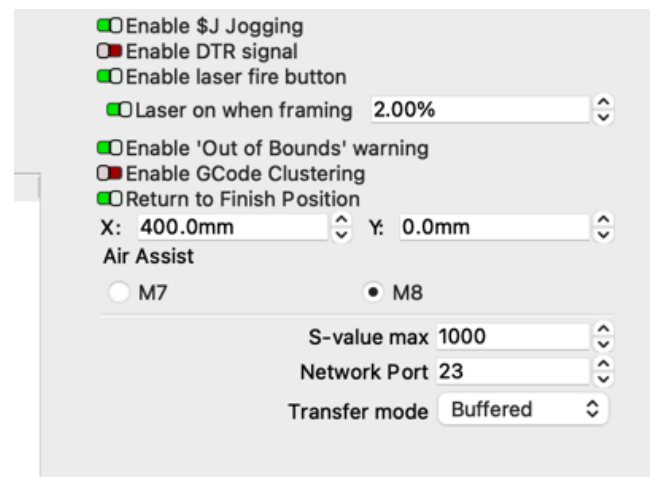 Enable $J Jogging
Enable DTR signal
Enable laser fire button
Laser on when framing 2.00%
Enable 'Out of Bounds' warning
Enable GCode Clustering
Return to Finish Position
X: 400.0mm Y: 0.0mm
Air Assist
M7 M8
S-value max 1000
Network Port 23
Transfer mode Buffered